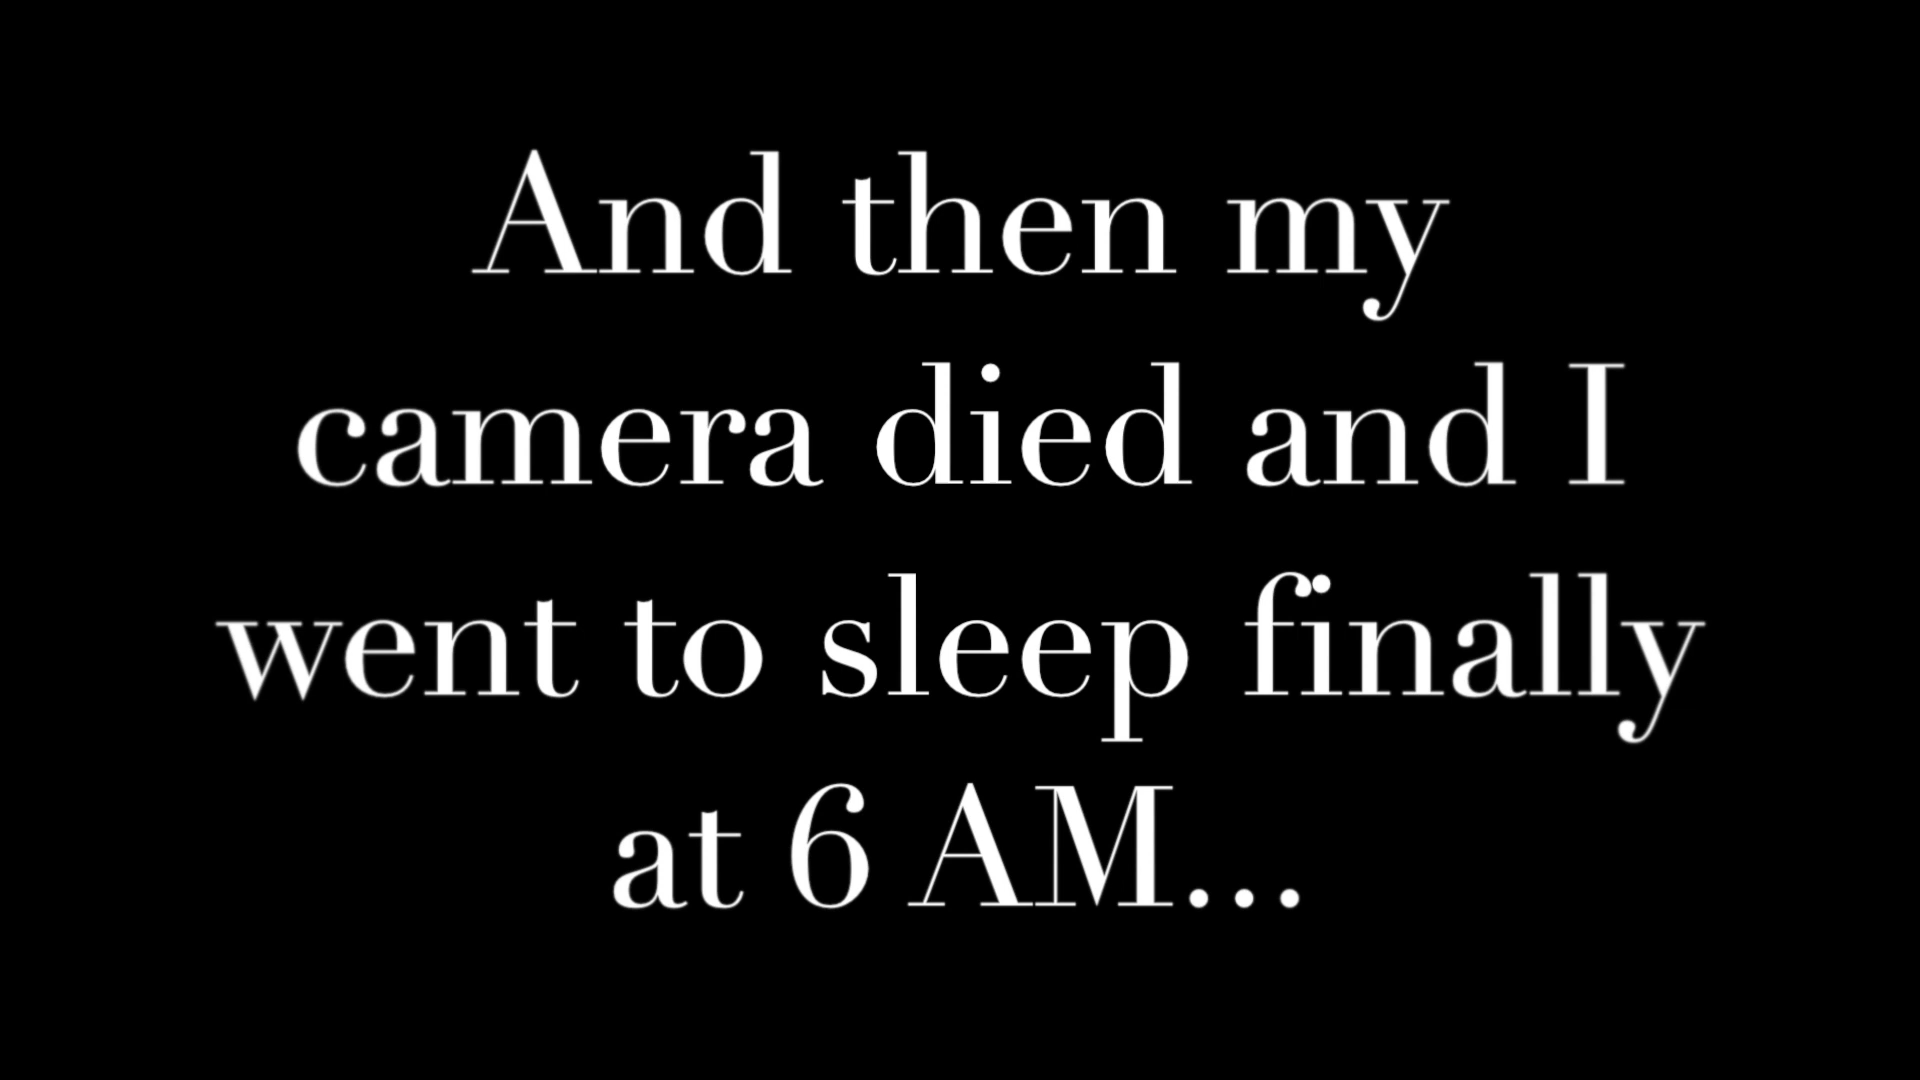 And then my
camera died and I
went to sleep finally
at 6 AM...